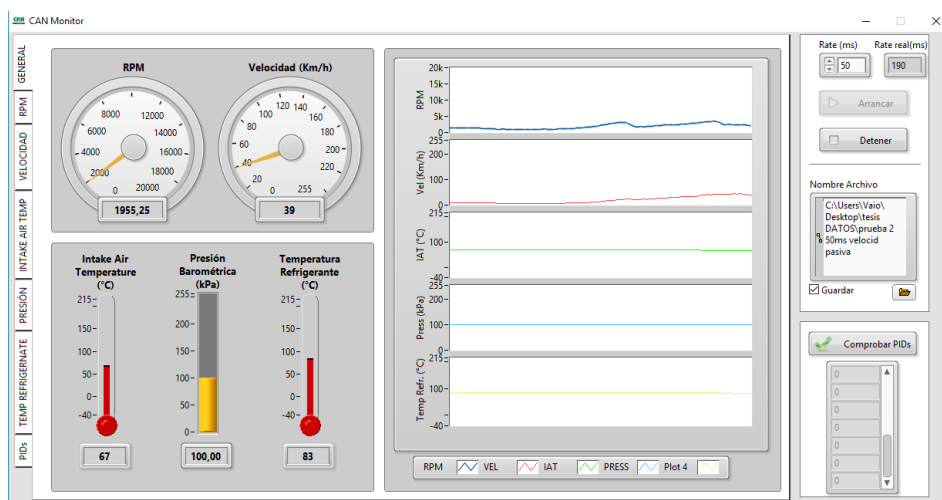 CAN CAN Monitor
GENERAL
RPM
VELOCIDAD
INTAKE AIR TEMP
PRESIÓN
TEMP REFRIGERNATE
PIDs
RPM
0
2000
4000
6000
8000
12000
14000
16000
18000
20000
1955,25
Velocidad (Km/h)
0
20
40
60
80
100
120 140
160
180
200
220
255
39
Intake Air
Temperature
(°C)
215
150
100
50
0
-40
67
Presión
Barométrica
(kPa)
255
200
150
100
50
0
100,00
Temperatura
Refrigerante
(°C)
215
150
100
50
0
-40
83
RPM
20k
15k
10k
5k
0
Vel (Km/h)
255
200
100
0
IAT (°C)
215
100
-40
Press (kPa)
255
200
100
0
Temp Refr. (°C)
215
100
-40
RPM VEL IAT PRESS Plot 4
Rate (ms) Rate real(ms)
50 190
Arrancar
Detener
Nombre Archivo
C:\Users\Vaio\
Desktop\tesis
DATOS\prueba 2
50ms velocid
pasiva
Guardar
Comprobar PIDs
0
0
0
0
0
0
0